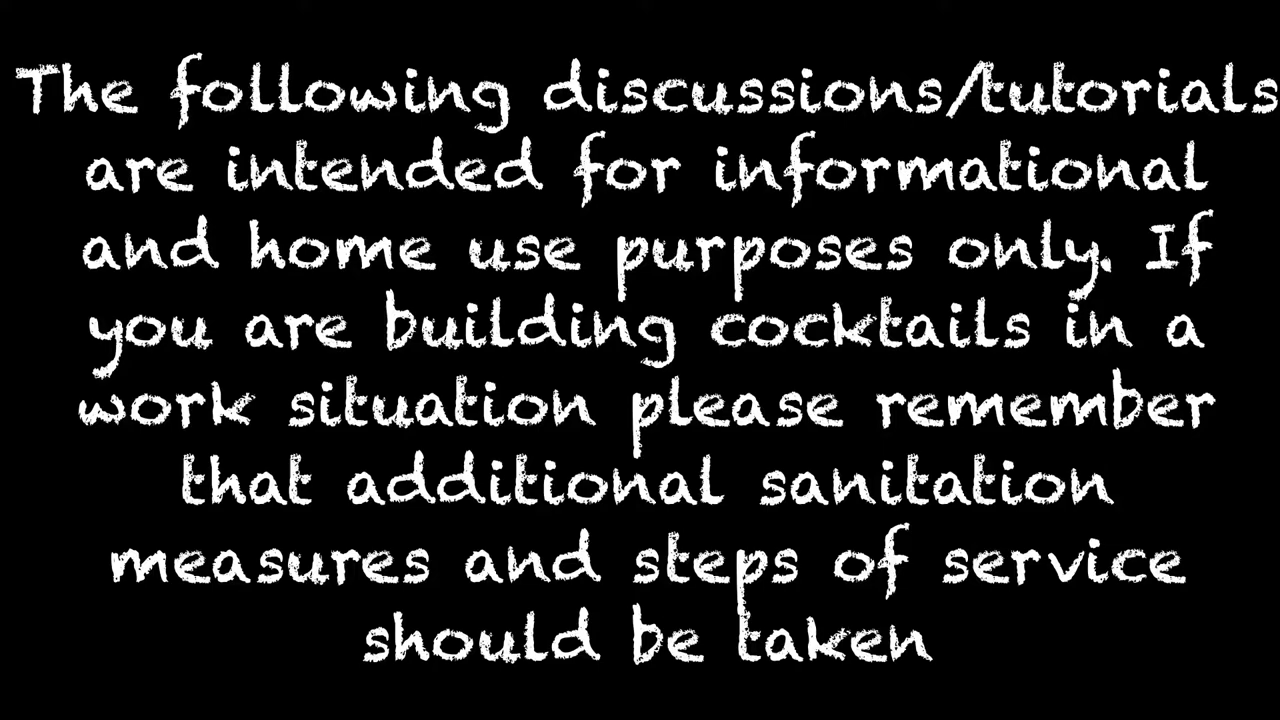 The following discussions/tutorials
are intended for informational
and home use purposes only. If
you are building cocktails in a
work situation please remember
that additional sanitation
measures and steps of service
should be taken